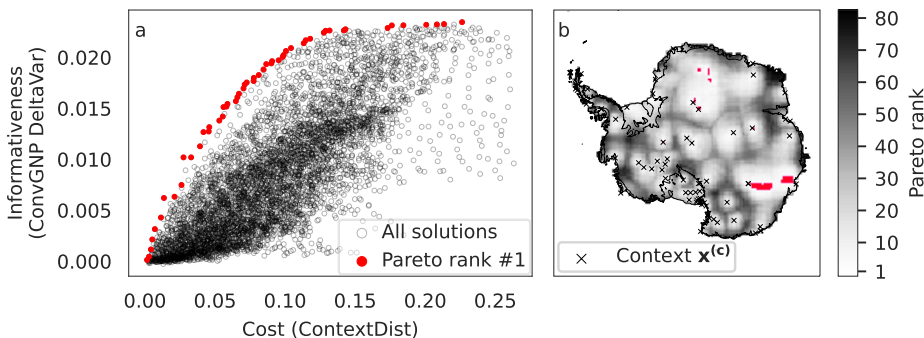 a
Informativeness
(ConvGNP DeltaVar)
0.020
0.015
0.010
0.005
0.000
All solutions
Pareto rank #1
0.00
0.05
0.10
0.15
0.20
0.25
Cost (ContextDist)
b
Context x(c)
80
70
60
50
40
30
20
10
1
Pareto rank